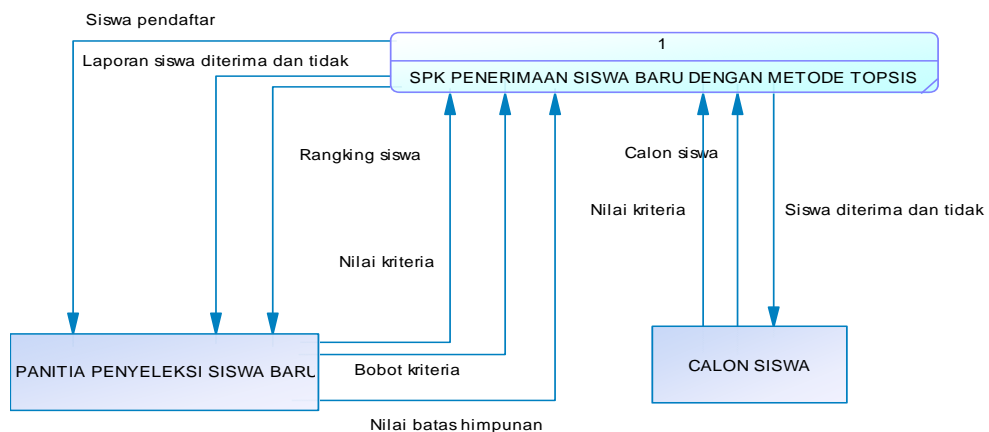 Siswa pendaftar
1
Laporan siswa diterima dan tidak
SPK PENERIMAAN SISWA BARU DENGAN METODE TOPSIS
Rangking siswa
Calon siswa
Nilai kriteria
Siswa diterima dan tidak
Nilai kriteria
PANITIA PENYELEKSI SISWA BARU
CALON SISWA
Bobot kriteria
Nilai batas himpunan